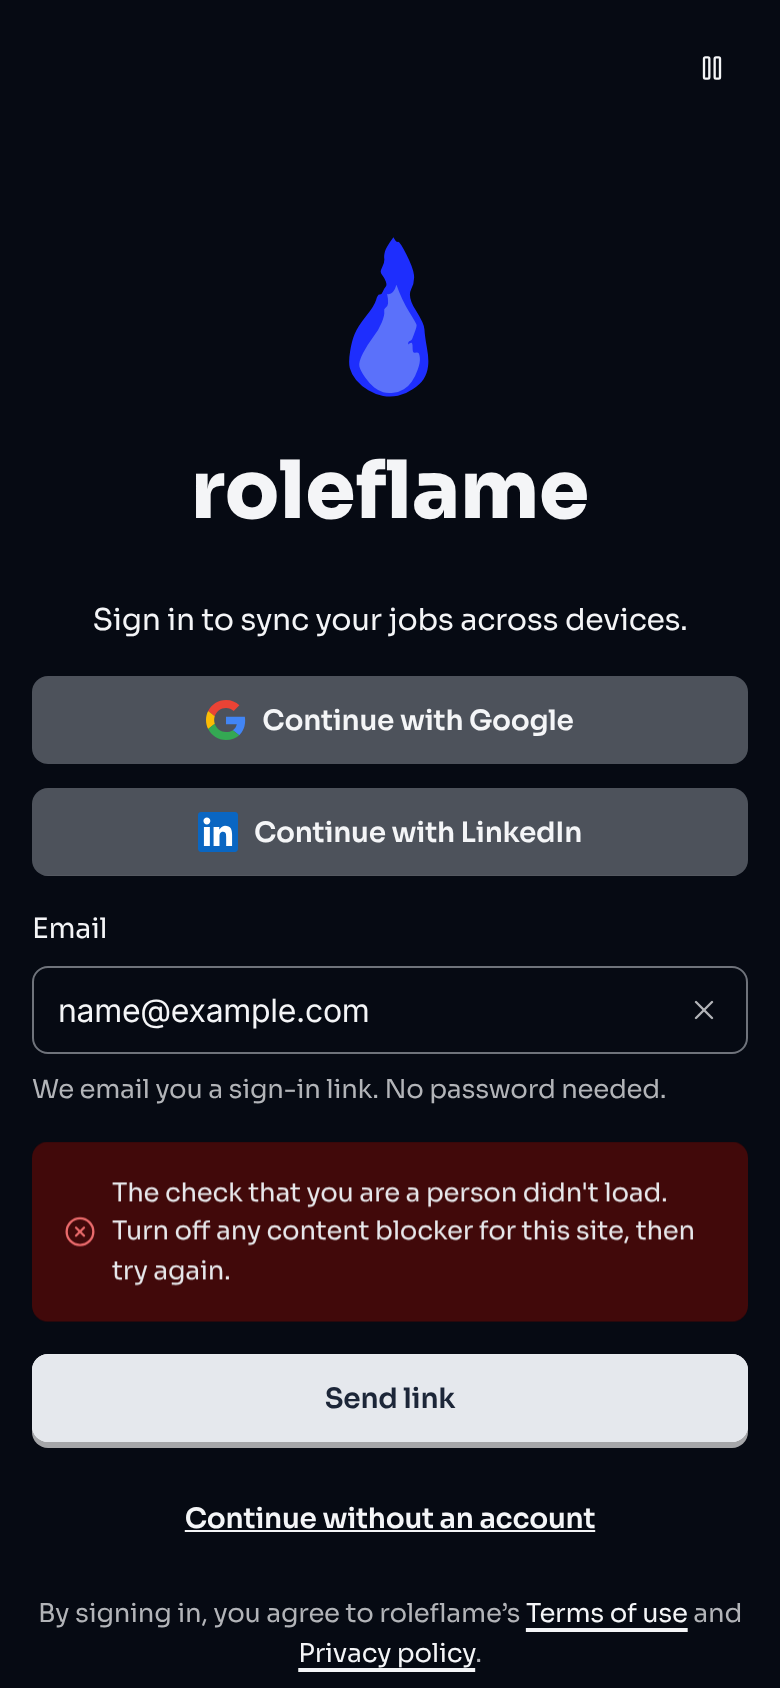 roleflame
Sign in to sync your jobs across devices.
Continue with Google
in Continue with LinkedIn
Email
name@example.com
We email you a sign-in link. No password needed.
The check that you are a person didn't load.
Turn off any content blocker for this site, then
try again.
Send link
Continue without an account
By signing in, you agree to roleflame’s Terms of use and
Privacy policy.